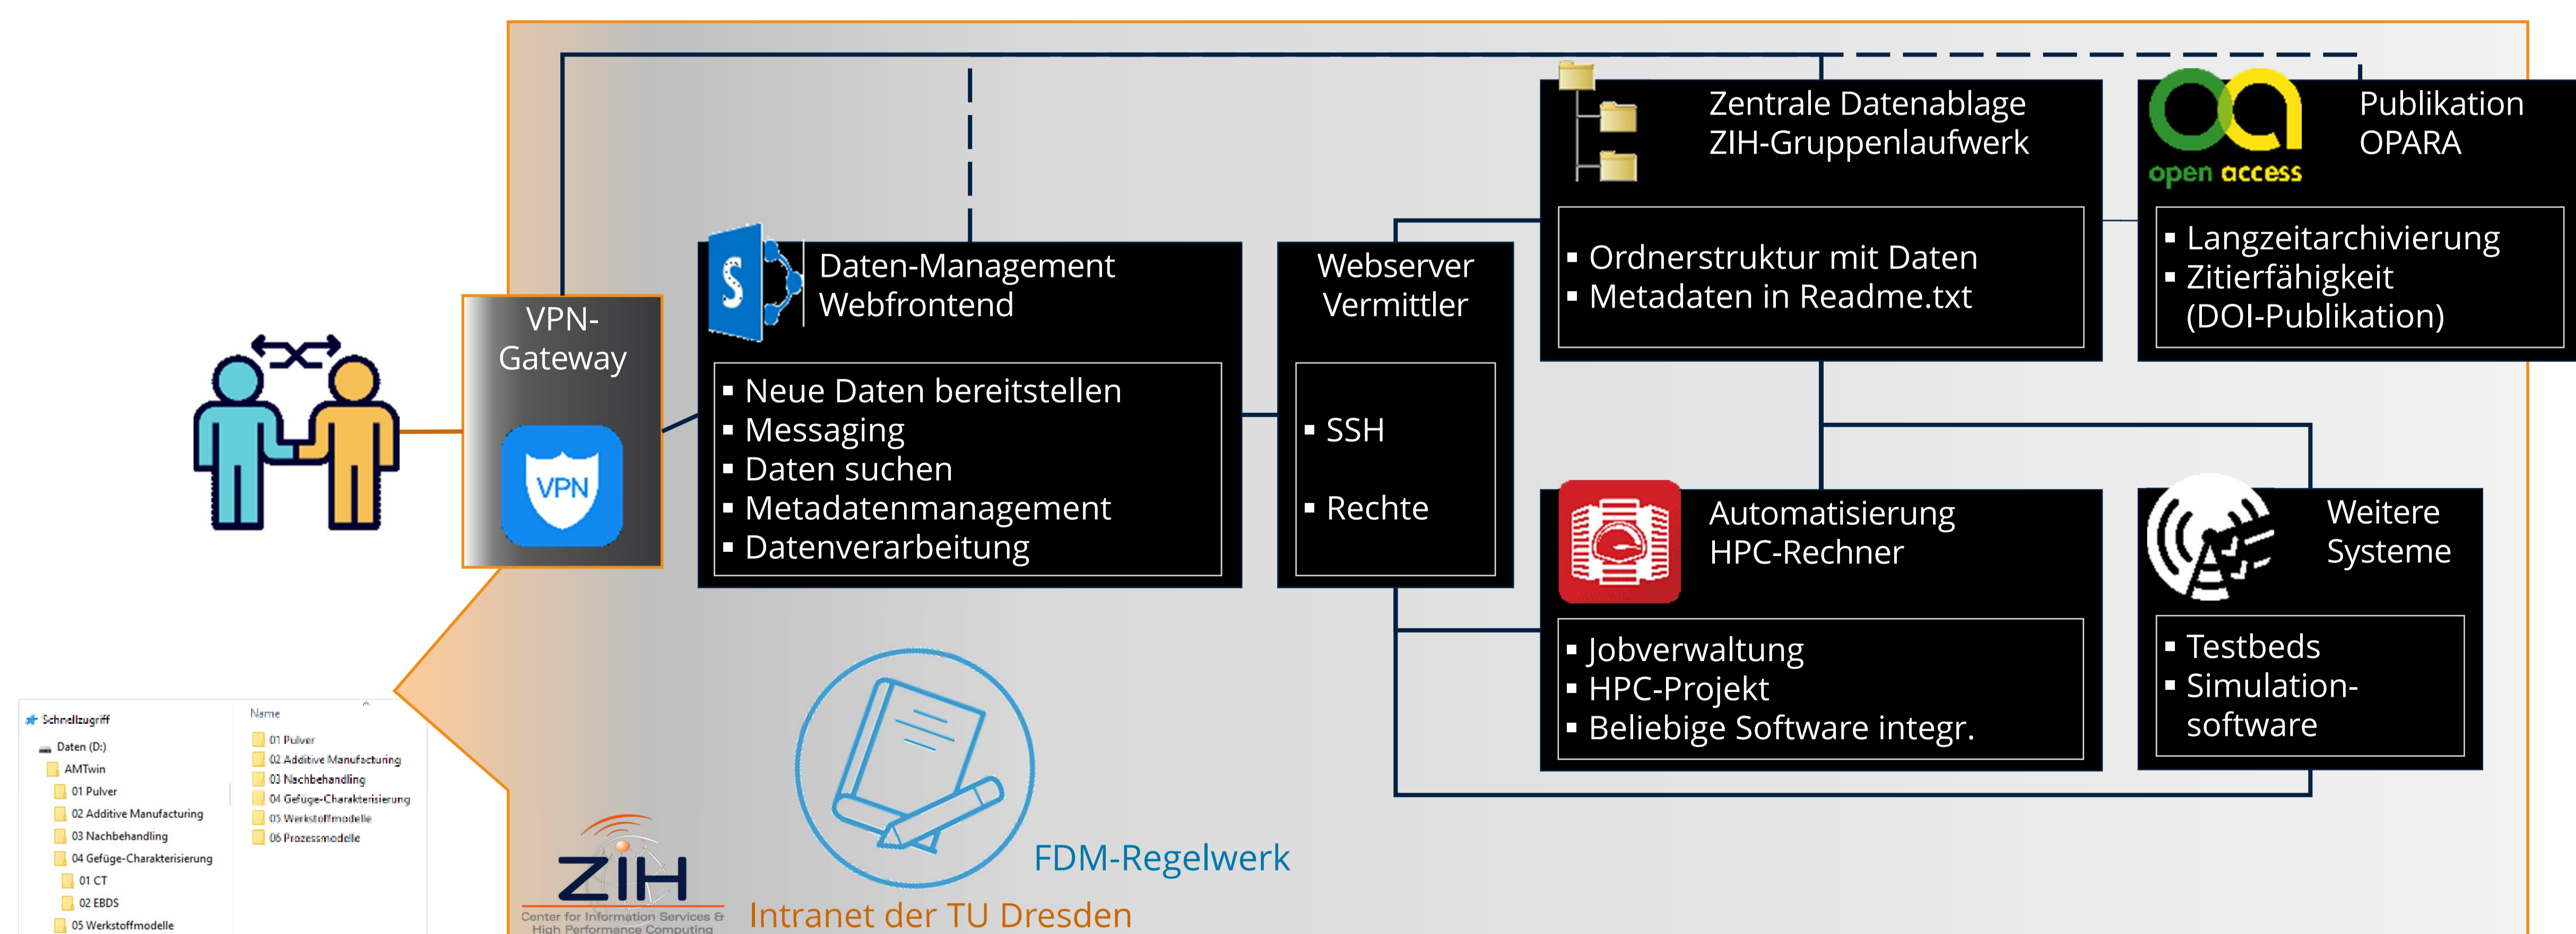 Zentrale Datenablage
ZIH-Gruppenlaufwerk
▪ Ordnerstruktur mit Daten
▪ Metadaten in Readme.txt
open access
Publikation
OPARA
▪ Langzeitarchivierung
▪ Zitierfähigkeit
(DOI-Publikation)
VPN-
Gateway
VPN
S
Daten-Management
Webfrontend
▪ Neue Daten bereitstellen
▪ Messaging
▪ Daten suchen
▪ Metadatenmanagement
▪ Datenverarbeitung
Webserver
Vermittler
▪ SSH
▪ Rechte
Automatisierung
HPC-Rechner
▪ Jobverwaltung
▪ HPC-Projekt
▪ Beliebige Software integr.
Weitere
Systeme
▪ Testbeds
▪ Simulation-
software
Schnellzugriff
Daten (D:)
AMTwin
01 Pulver
02 Additive Manufacturing
03 Nachbehandling
04 Gefüge-Charakterisierung
01 CT
02 EBDS
05 Werkstoffmodelle
Name
01 Pulver
02 Additive Manufacturing
03 Nachbehandling
04 Gefüge-Charakterisierung
05 Werkstoffmodelle
06 Prozessmodelle
ZIH
Center for Information Services &
High Performance Computing
FDM-Regelwerk
Intranet der TU Dresden